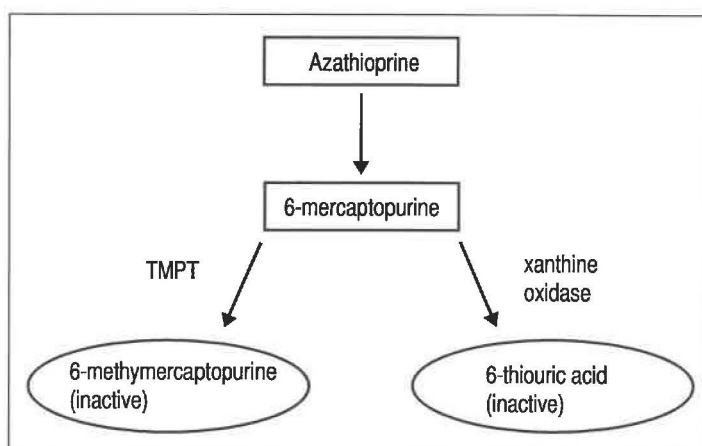 Azathioprine
6-mercaptopurine
TMPT
xanthine
oxidase
6-methymercaptopurine
(inactive)
6-thiouric acid
(inactive)